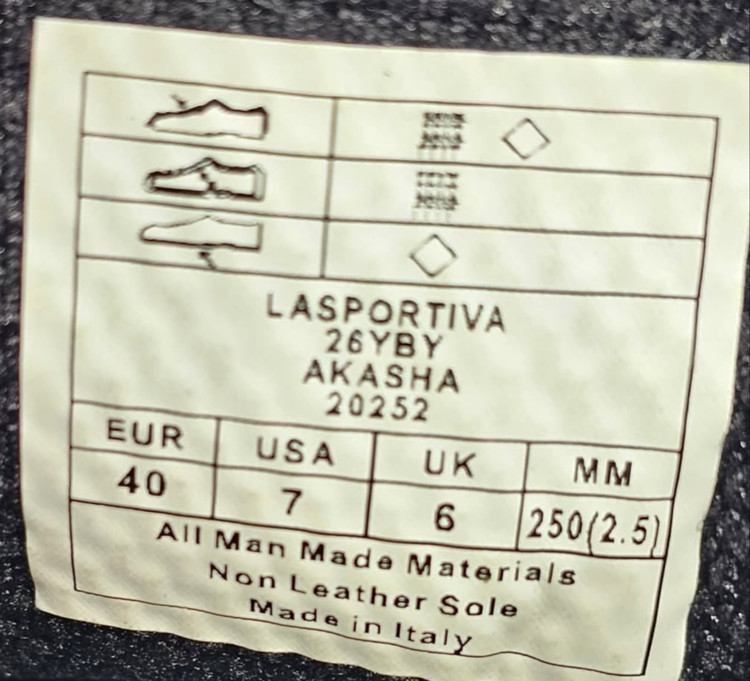 LASPORTIVA
26YBY
AKASHA
20252
EUR USA UK MM
40 7 6 250(2.5)
All Man Made Materials
Non Leather Sole
Made in Italy